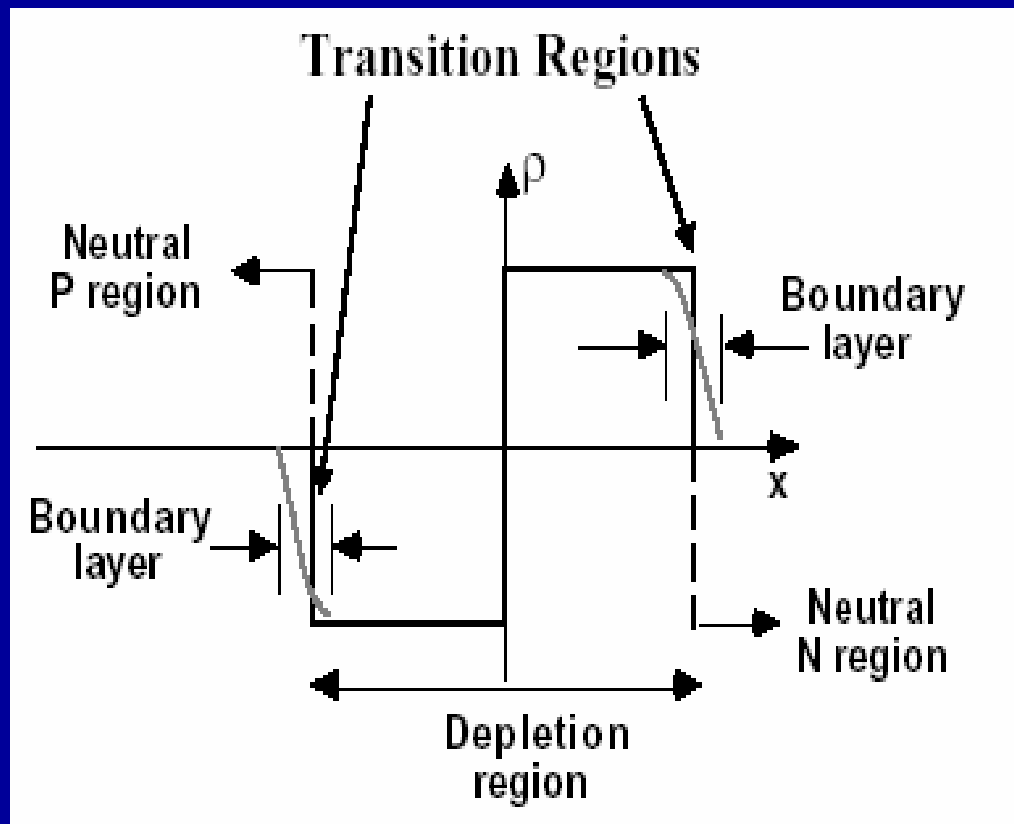 Transition Regions
ρ
Neutral
P region
Boundary
layer
x
Boundary
layer
Neutral
N region
Depletion
region